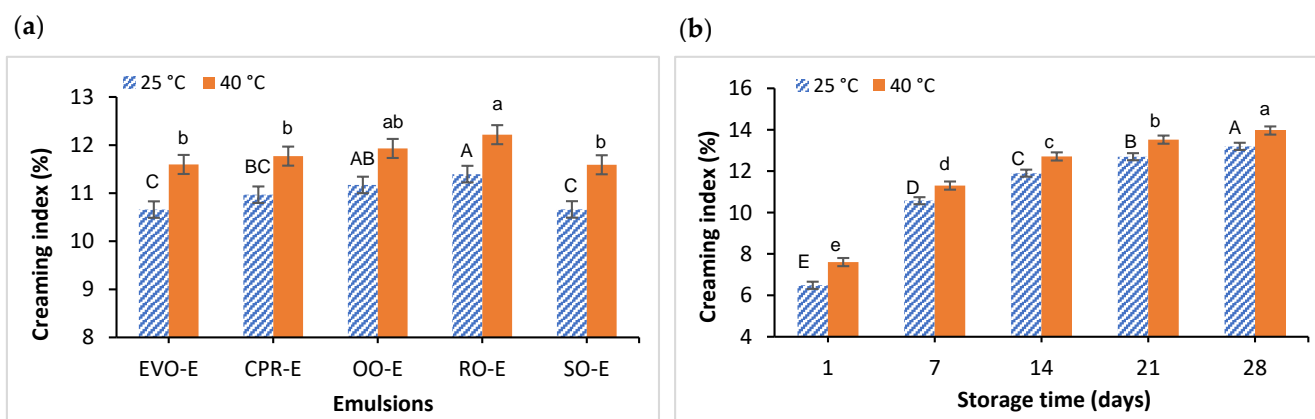 (a)
25 °C 40 °C
13
12
11
10
9
8
Creaming index (%)
C b
BC b
AB ab
A a
C b
EVO-E CPR-E OO-E RO-E SO-E
Emulsions
(b)
25 °C 40 °C
16
14
12
10
8
6
4
Creaming index (%)
E e
D d
C c
B b
A a
1 7 14 21 28
Storage time (days)